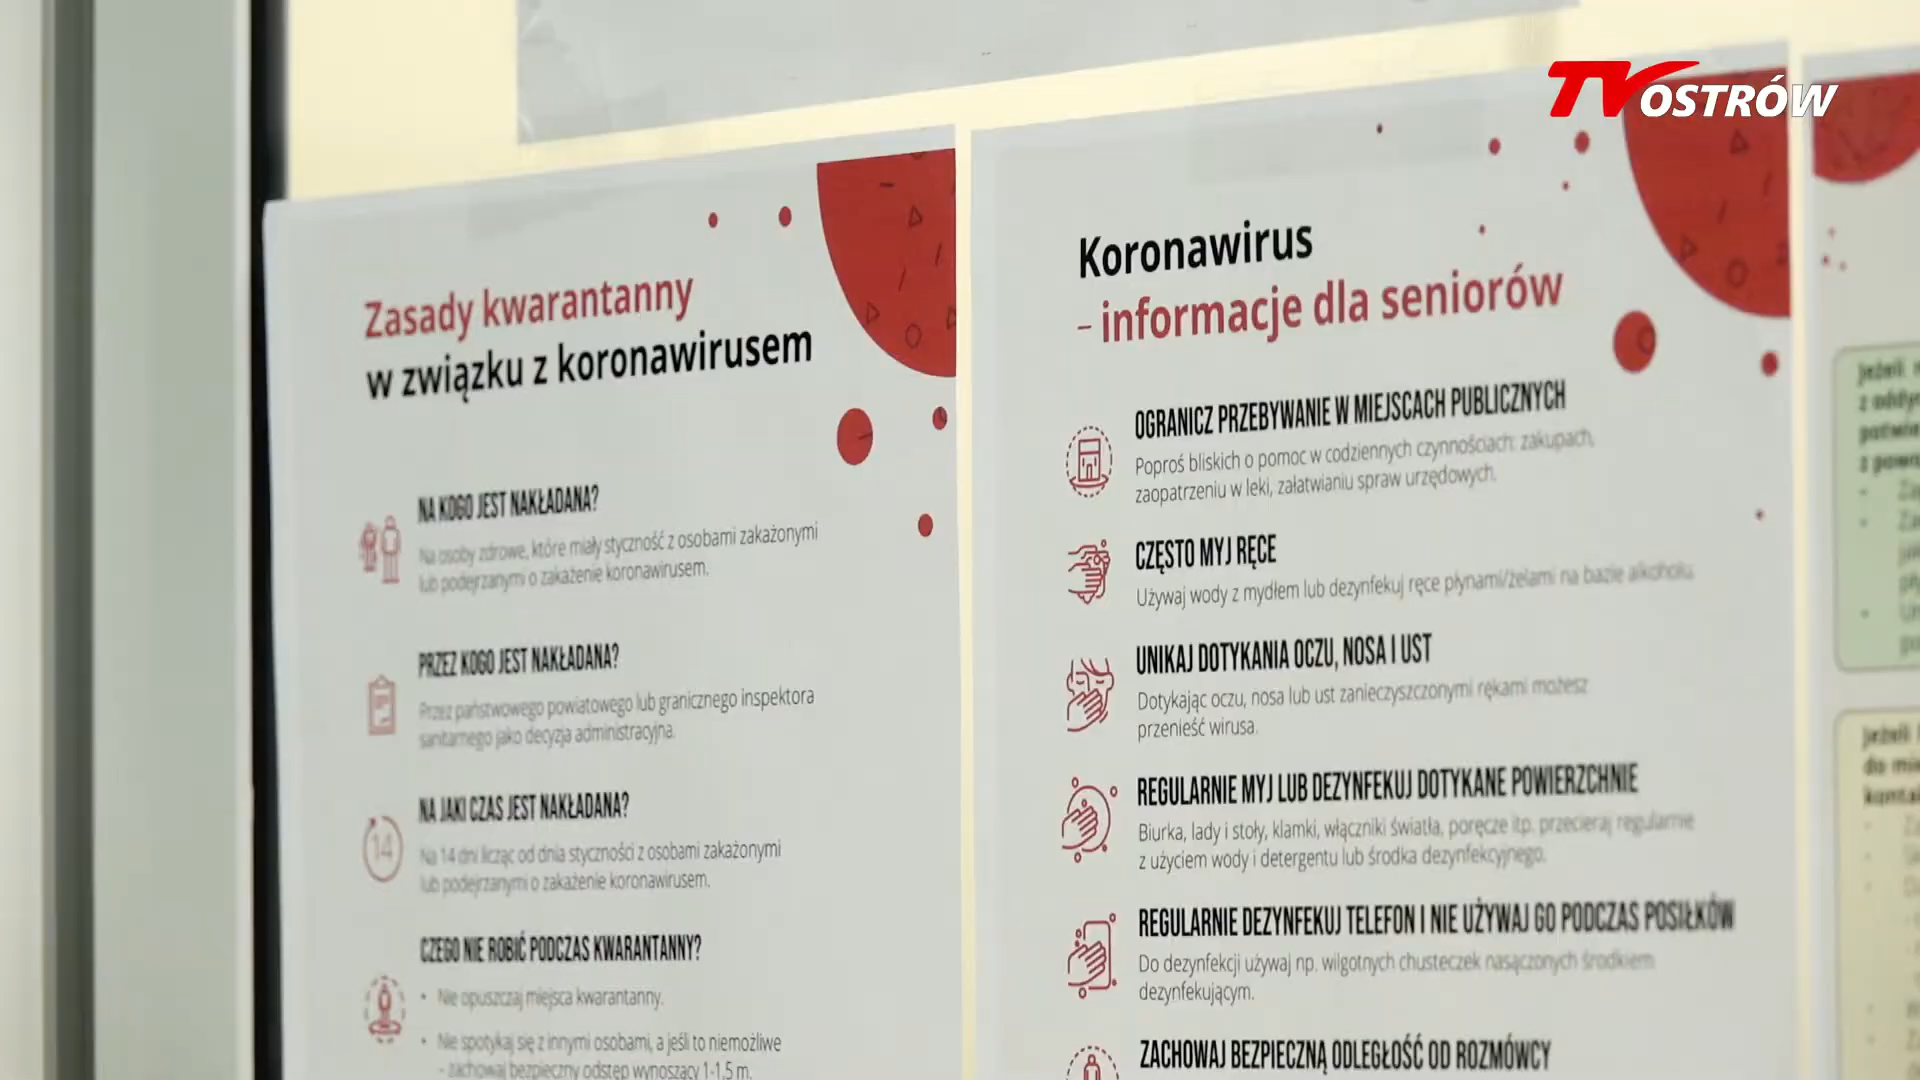 TV OSTRÓW
Zasady kwarantanny
w związku z koronawirusem
NA KOGO JEST NAKŁADANA?
Na osoby zdrowe, które miały styczność z osobami zakażonymi
lub podejrzanymi o zakażenie koronawirusem.
PRZEZ KOGO JEST NAKŁADANA?
Przez państwowego powiatowego lub granicznego inspektora
sanitarnego jako decyzja administracyjna.
NA JAKI CZAS JEST NAKŁADANA?
14
Na 14 dni licząc od dnia styczności z osobami zakażonymi
lub podejrzanymi o zakażenie koronawirusem.
CZEGO NIE ROBIĆ PODCZAS KWARANTANNY?
• Nie opuszczaj miejsca kwarantanny.
• Nie spotykaj się z innymi osobami, a jeśli to niemożliwe
- zachowaj bezpieczny odstęp wynoszący 1-1,5 m.
Koronawirus
- informacje dla seniorów
OGRANICZ PRZEBYWANIE W MIEJSCACH PUBLICZNYCH
Poproś bliskich o pomoc w codziennych czynnościach: zakupach,
zaopatrzeniu w leki, załatwianiu spraw urzędowych.
CZĘSTO MYJ RĘCE
Używaj wody z mydłem lub dezynfekuj ręce płynami/żelami na bazie alkoholu.
UNIKAJ DOTYKANIA OCZU, NOSA I UST
Dotykając oczu, nosa lub ust zanieczyszczonymi rękami możesz
przenieść wirusa.
REGULARNIE MYJ LUB DEZYNFEKUJ DOTYKANE POWIERZCHNIE
Biurka, lady i stoły, klamki, włączniki światła, poręcze itp. przecieraj regularnie
z użyciem wody i detergentu lub środka dezynfekcyjnego.
REGULARNIE DEZYNFEKUJ TELEFON I NIE UŻYWAJ GO PODCZAS POSIŁKÓW
Do dezynfekcji używaj np. wilgotnych chusteczek nasączonych środkiem
dezynfekującym.
ZACHOWAJ BEZPIECZNĄ ODLEGŁOŚĆ OD ROZMÓWCY
Jeżeli
z
Jeżeli
do